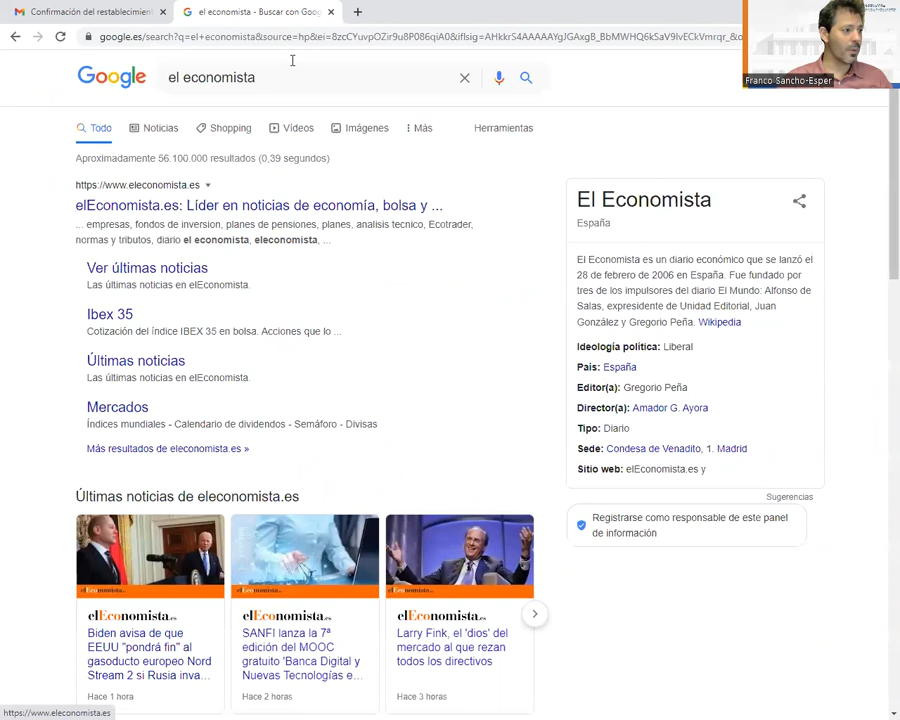 Confirmación del restablecimient
el economista - Buscar con Goog
google.es/search?q=el+economista&source=hp&ei=8zcCYuvpOZir9u8P086qiA0&iflsig=AHkkrS4AAAAAYgJGAxgB_BbMWHQ6kSaV9lvECkVmrqr_&o
Franco Sancho-Esper
Google
el economista
Todo
Noticias
Shopping
Vídeos
Imágenes
Más
Herramientas
Aproximadamente 56.100.000 resultados (0,39 segundos)
https://www.eleconomista.es
elEconomista.es: Líder en noticias de economía, bolsa y ...
... empresas, fondos de inversion, planes de pensiones, planes, analisis tecnico, Ecotrader,
normas y tributos, diario el economista, eleconomista, ...
Ver últimas noticias
Las últimas noticias en elEconomista.
Ibex 35
Cotización del índice IBEX 35 en bolsa. Acciones que lo ...
Últimas noticias
Las últimas noticias en elEconomista.
Mercados
Índices mundiales - Calendario de dividendos - Semáforo - Divisas
Más resultados de eleconomista.es »
Últimas noticias de eleconomista.es
elEconomista.es
elEconomista.es
elEconomista.es
elEconomista.es
Biden avisa de que
EEUU "pondrá fin" al
gasoducto europeo Nord
Stream 2 si Rusia inva...
Hace 1 hora
elEconomista.es
SANFI lanza la 7ª
edición del MOOC
gratuito 'Banca Digital y
Nuevas Tecnologías e...
Hace 2 horas
elEconomista.es
Larry Fink, el 'dios' del
mercado al que rezan
todos los directivos
Hace 3 horas
El Economista
España
El Economista es un diario económico que se lanzó el
28 de febrero de 2006 en España. Fue fundado por
tres de los impulsores del diario El Mundo: Alfonso de
Salas, expresidente de Unidad Editorial, Juan
González y Gregorio Peña. Wikipedia
Ideología política: Liberal
País: España
Editor(a): Gregorio Peña
Director(a): Amador G. Ayora
Tipo: Diario
Sede: Condesa de Venadito, 1. Madrid
Sitio web: elEconomista.es y
Sugerencias
Registrarse como responsable de este panel
de información
https://www.eleconomista.es